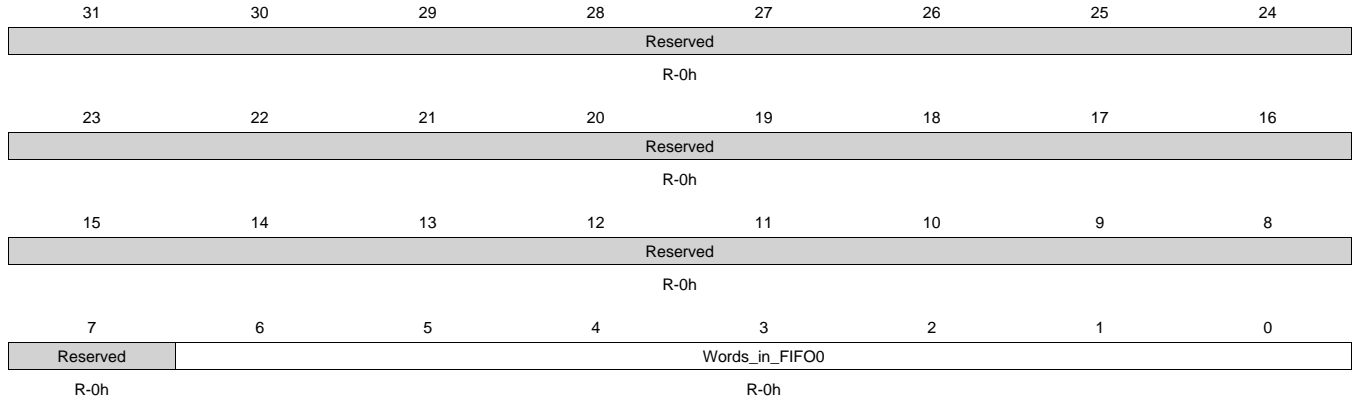 31 30 29 28 27 26 25 24
Reserved
R-0h
23 22 21 20 19 18 17 16
Reserved
R-0h
15 14 13 12 11 10 9 8
Reserved
R-0h
7 6 5 4 3 2 1 0
Reserved Words_in_FIFO0
R-0h R-0h